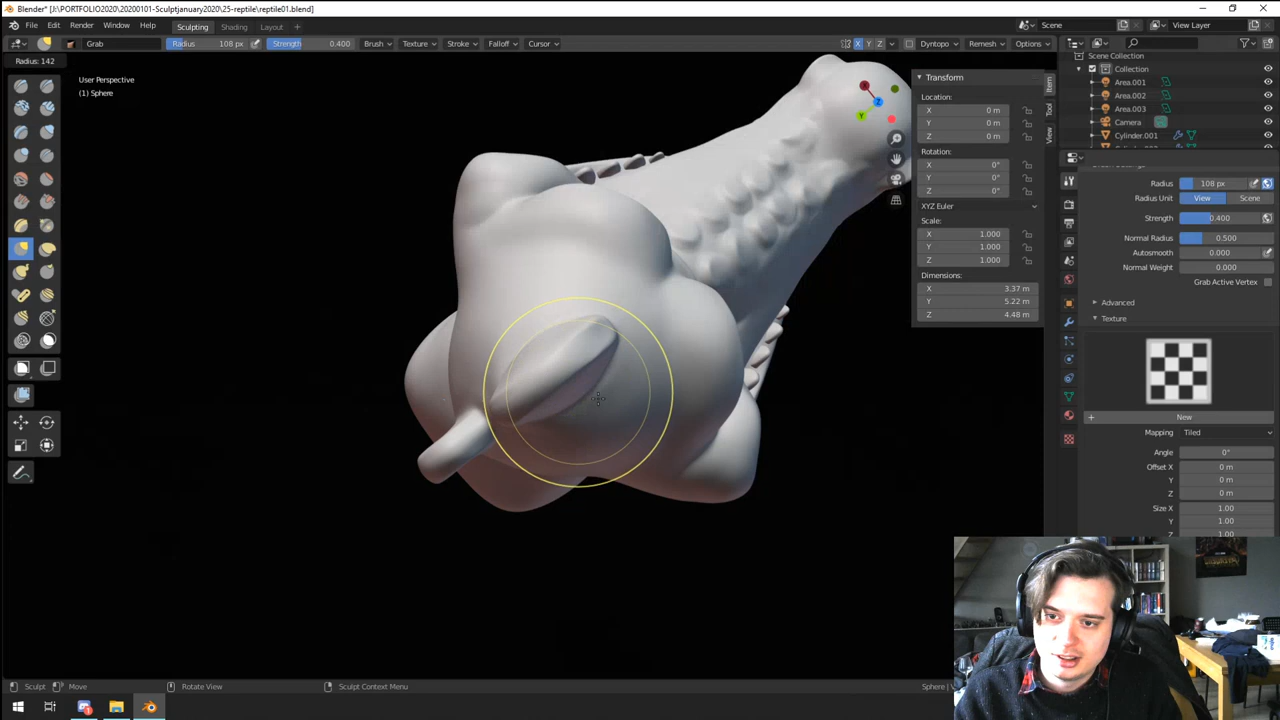 Blender* [J:\PORTFOLIO2020\20200101-Sculptjanuary2020\25-reptile\reptile01.blend]
File Edit Render Window Help Sculpting Shading Layout Scene View Layer
Grab Radius 108 px Strength 0.400 Brush Texture Stroke Falloff Cursor X Y Z Dyntopo Remesh Options
Radius: 142
User Perspective
(1) Sphere
Transform
Location:
X 0 m
Y 0 m
Z 0 m
Rotation:
X 0°
Y 0°
Z 0°
XYZ Euler
Scale:
X 1.000
Y 1.000
Z 1.000
Dimensions:
X 3.37 m
Y 5.22 m
Z 4.48 m
Item
Tool
View
X
Y
Z
Scene Collection
Collection
Area.001
Area.002
Area.003
Camera
Cylinder.001
Radius 108 px
Radius Unit View Scene
Strength 0.400
Normal Radius 0.500
Autosmooth 0.000
Normal Weight 0.000
Grab Active Vertex
Advanced
Texture
New
Mapping Tiled
Angle 0°
Offset X 0 m
Y 0 m
Z 0 m
Size X 1.00
Y 1.00
Z 1.00
Sculpt Move Rotate View Sculpt Context Menu